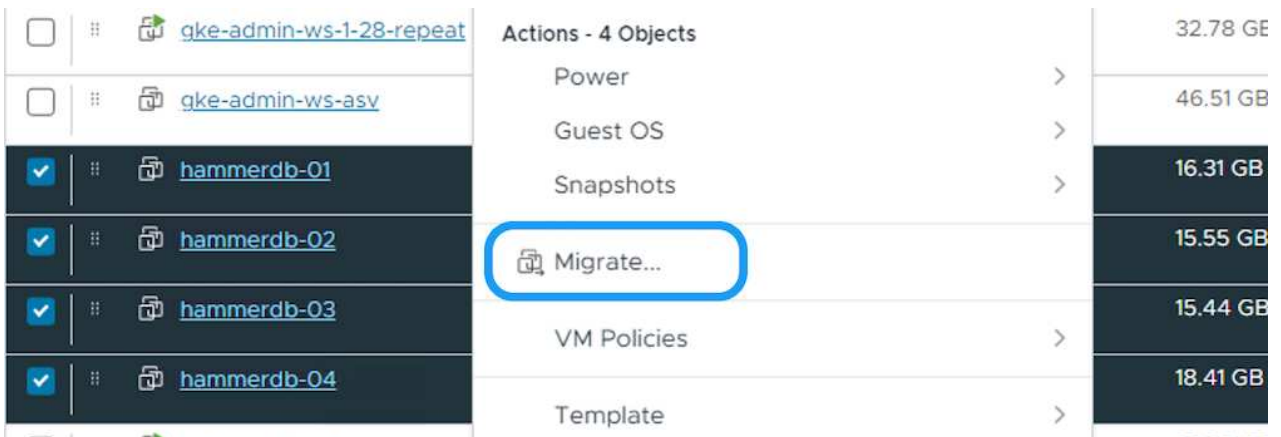 gke-admin-ws-1-28-repeat
32.78 GB
gke-admin-ws-asv
46.51 GB
hammerdb-01
16.31 GB
hammerdb-02
15.55 GB
hammerdb-03
15.44 GB
hammerdb-04
18.41 GB
Actions - 4 Objects
Power
Guest OS
Snapshots
Migrate...
VM Policies
Template